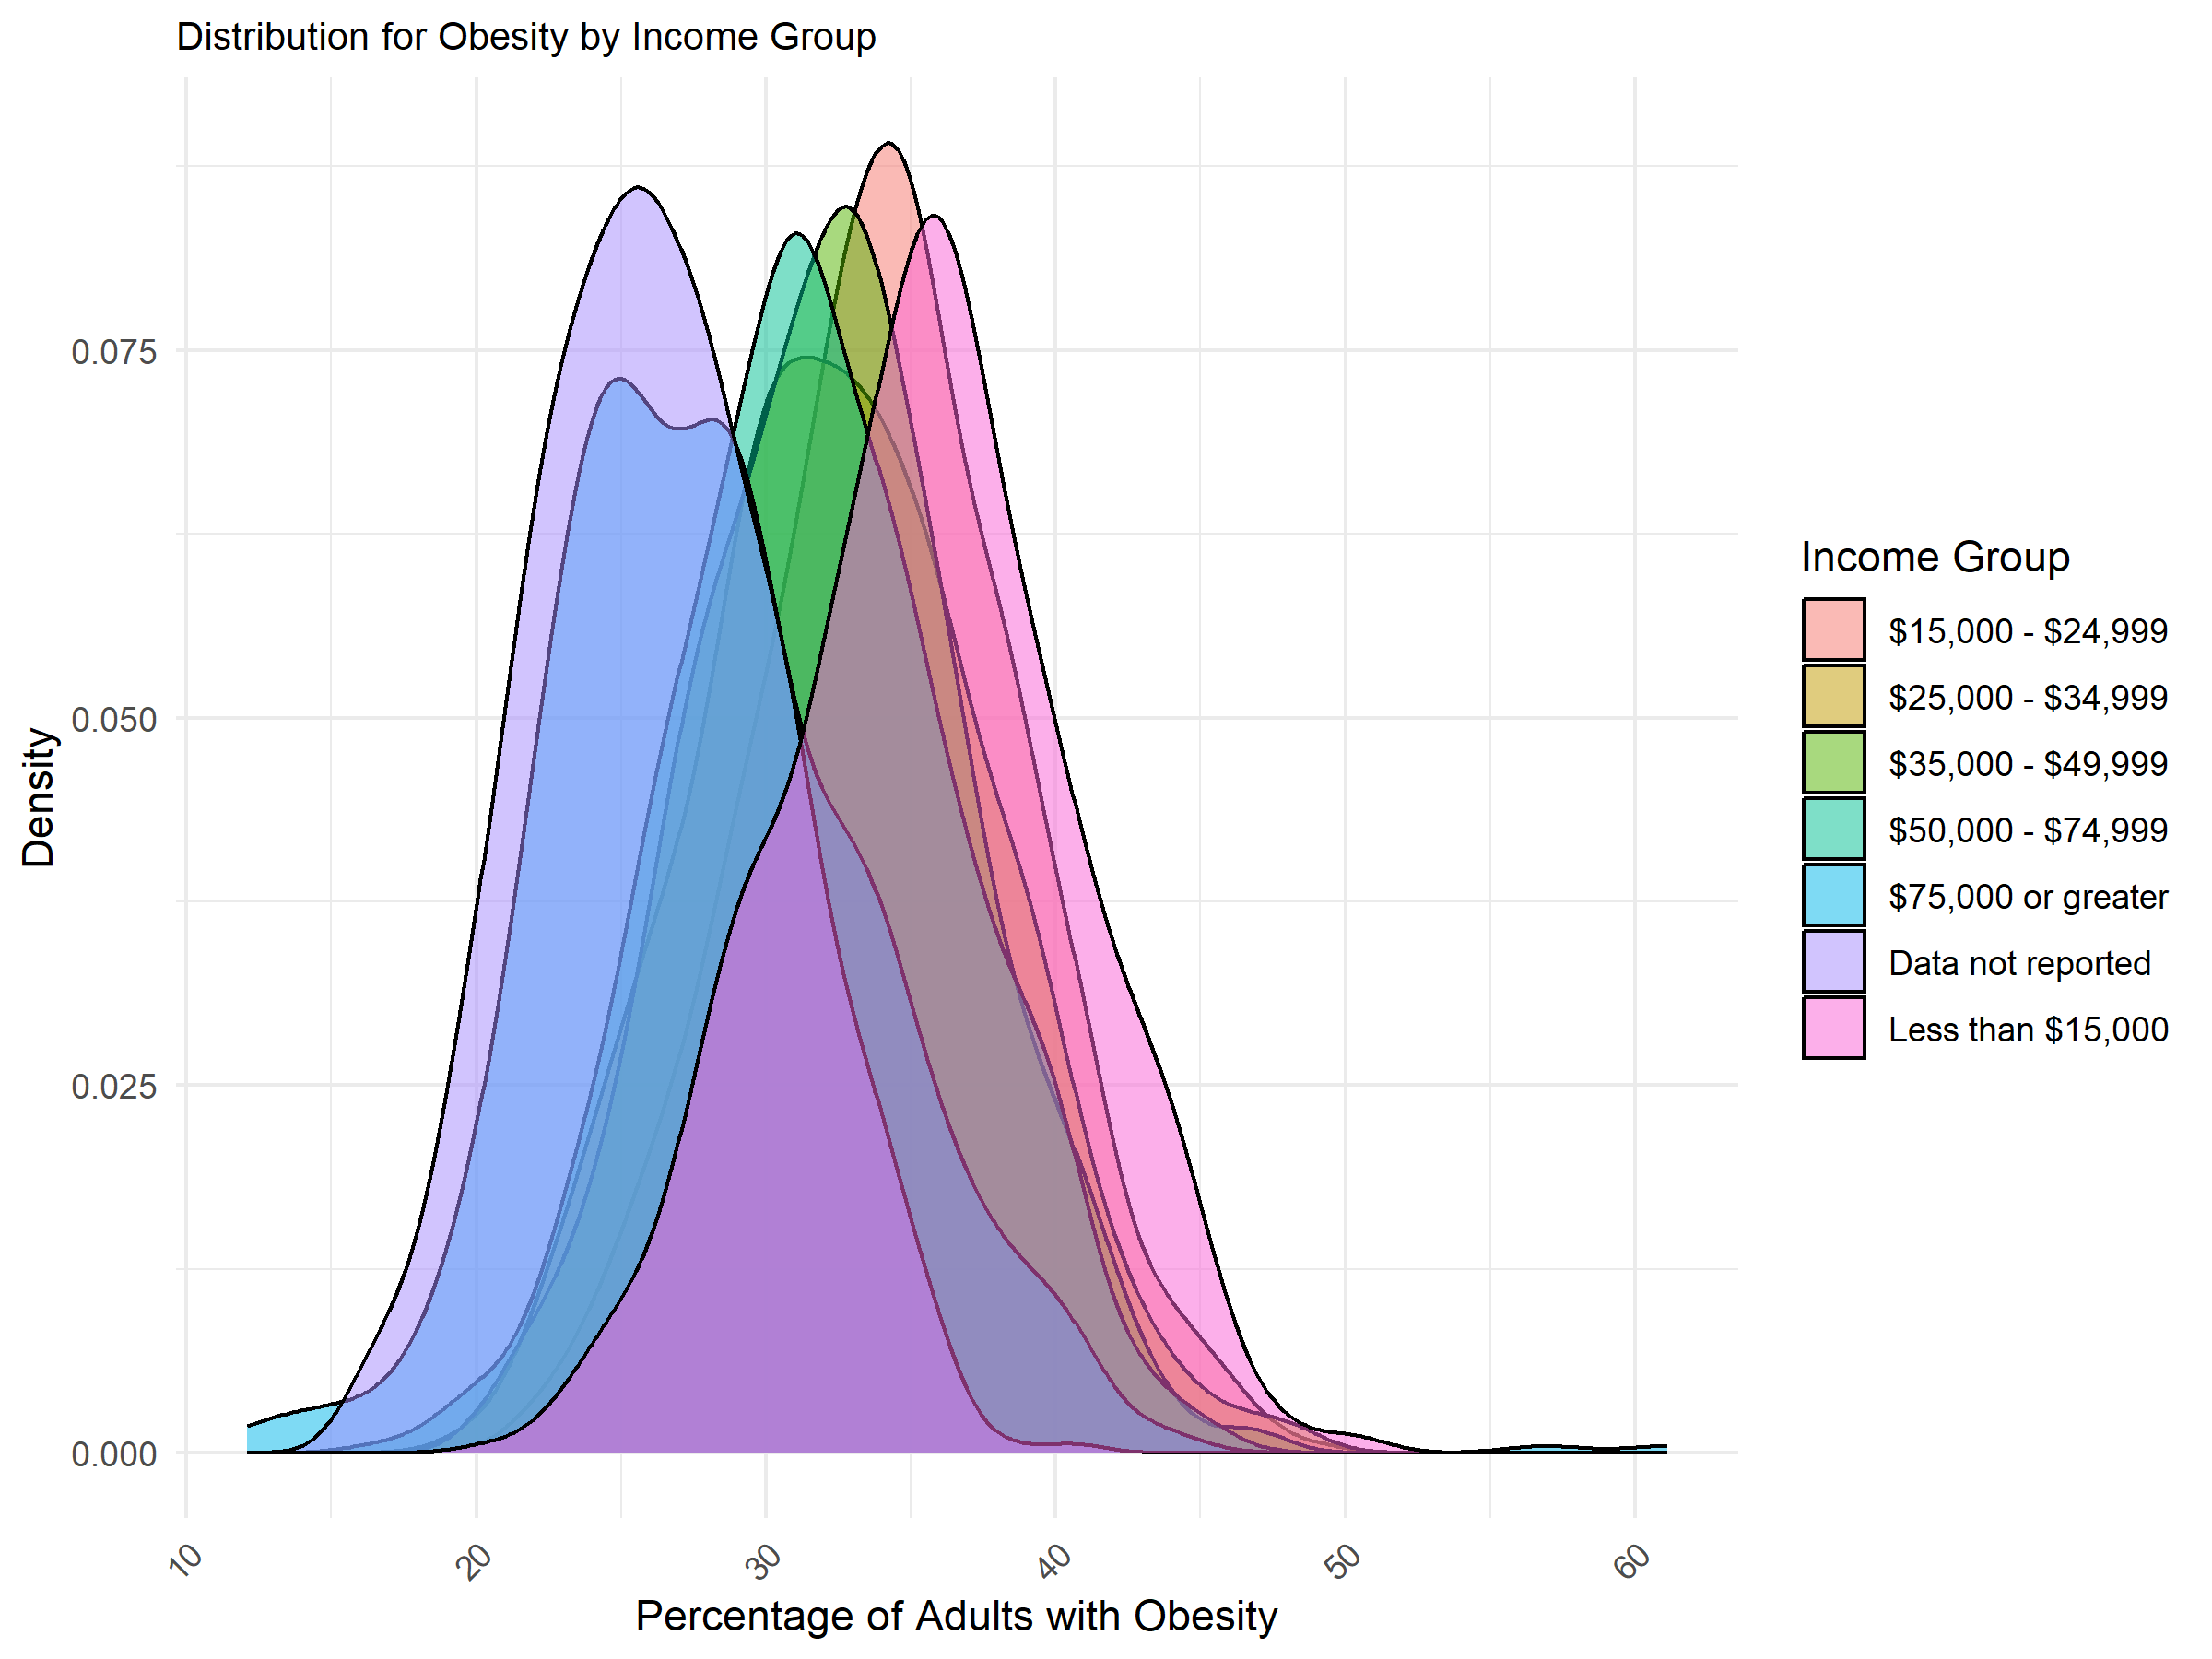 Distribution for Obesity by Income Group
Density
0.075
0.050
0.025
0.000
10
20
30
40
50
60
Percentage of Adults with Obesity
Income Group
$15,000 - $24,999
$25,000 - $34,999
$35,000 - $49,999
$50,000 - $74,999
$75,000 or greater
Data not reported
Less than $15,000